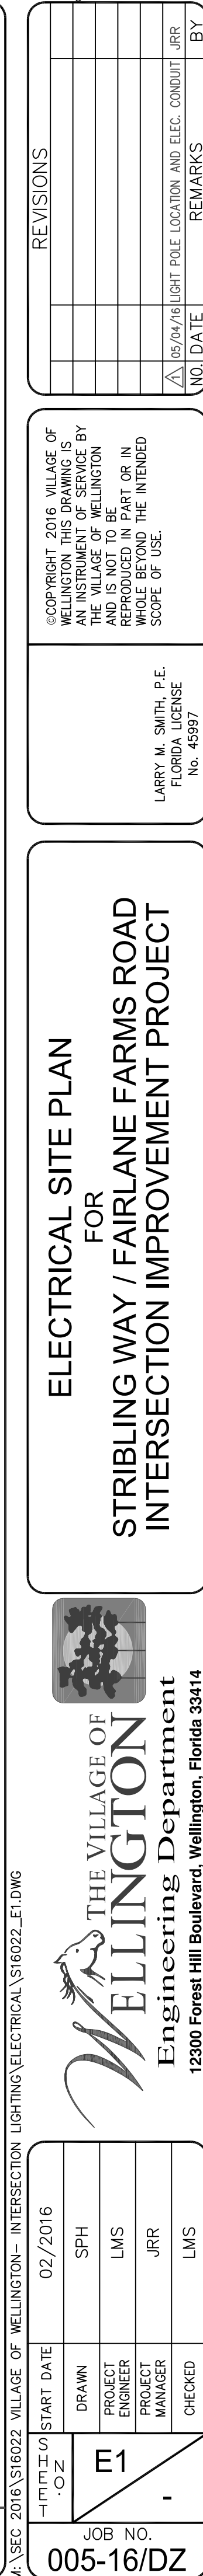 M: \SEC 2016\S16022 VILLAGE OF WELLINGTON- INTERSECTION LIGHTING\ELECTRICAL\S16022_E1.DWG
REVISIONS
1 05/04/16 LIGHT POLE LOCATION AND ELEC. CONDUIT JRR
NO. DATE REMARKS BY
©COPYRIGHT 2016 VILLAGE OF
WELLINGTON THIS DRAWING IS
AN INSTRUMENT OF SERVICE BY
THE VILLAGE OF WELLINGTON
AND IS NOT TO BE
REPRODUCED IN PART OR IN
WHOLE BEYOND THE INTENDED
SCOPE OF USE.
LARRY M. SMITH, P.E.
FLORIDA LICENSE
No. 45997
ELECTRICAL SITE PLAN
FOR
STRIBLING WAY / FAIRLANE FARMS ROAD
INTERSECTION IMPROVEMENT PROJECT
THE VILLAGE OF
WELLINGTON
Engineering Department
12300 Forest Hill Boulevard, Wellington, Florida 33414
START DATE 02/2016
DRAWN SPH
PROJECT
ENGINEER LMS
PROJECT
MANAGER JRR
CHECKED LMS
SHEET
NO.
E1
-
JOB NO.
005-16/DZ